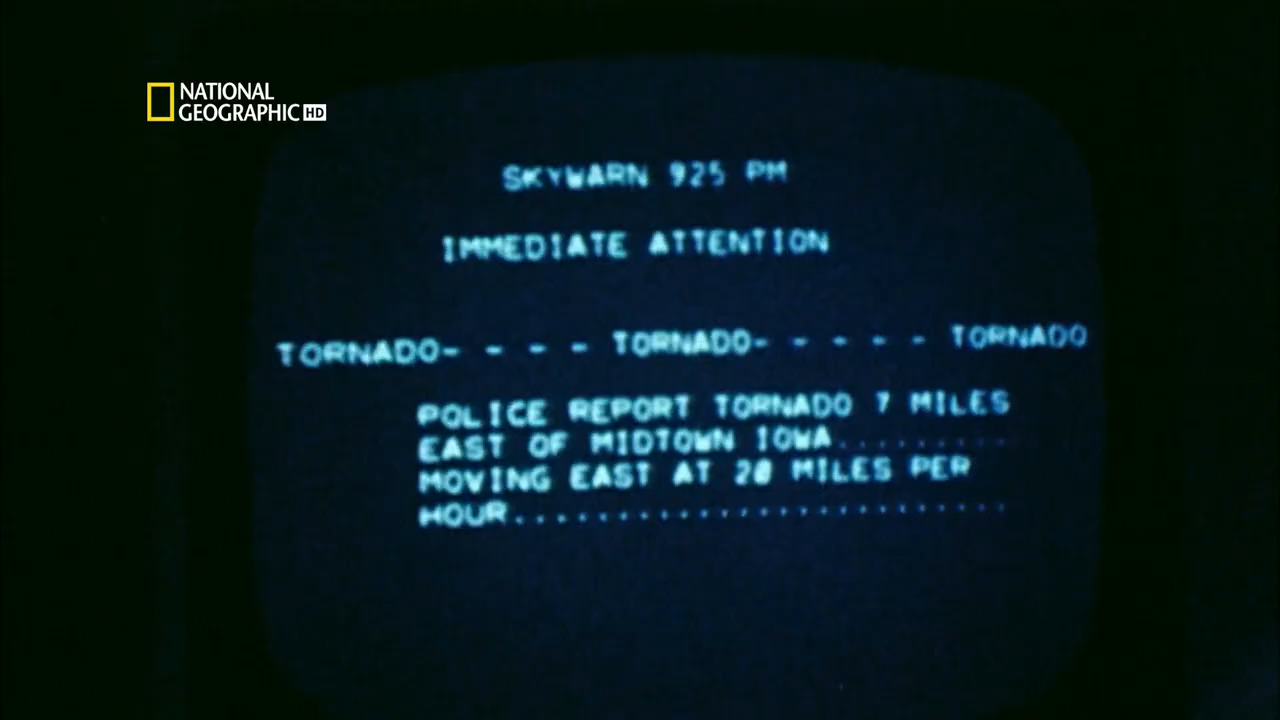 NATIONAL
GEOGRAPHIC HD
SKYWARN 925 PM
IMMEDIATE ATTENTION
TORNADO- - - - TORNADO- - - - - TORNADO
POLICE REPORT TORNADO 7 MILES
EAST OF MIDTOWN IOWA.........
MOVING EAST AT 20 MILES PER
HOUR...........................